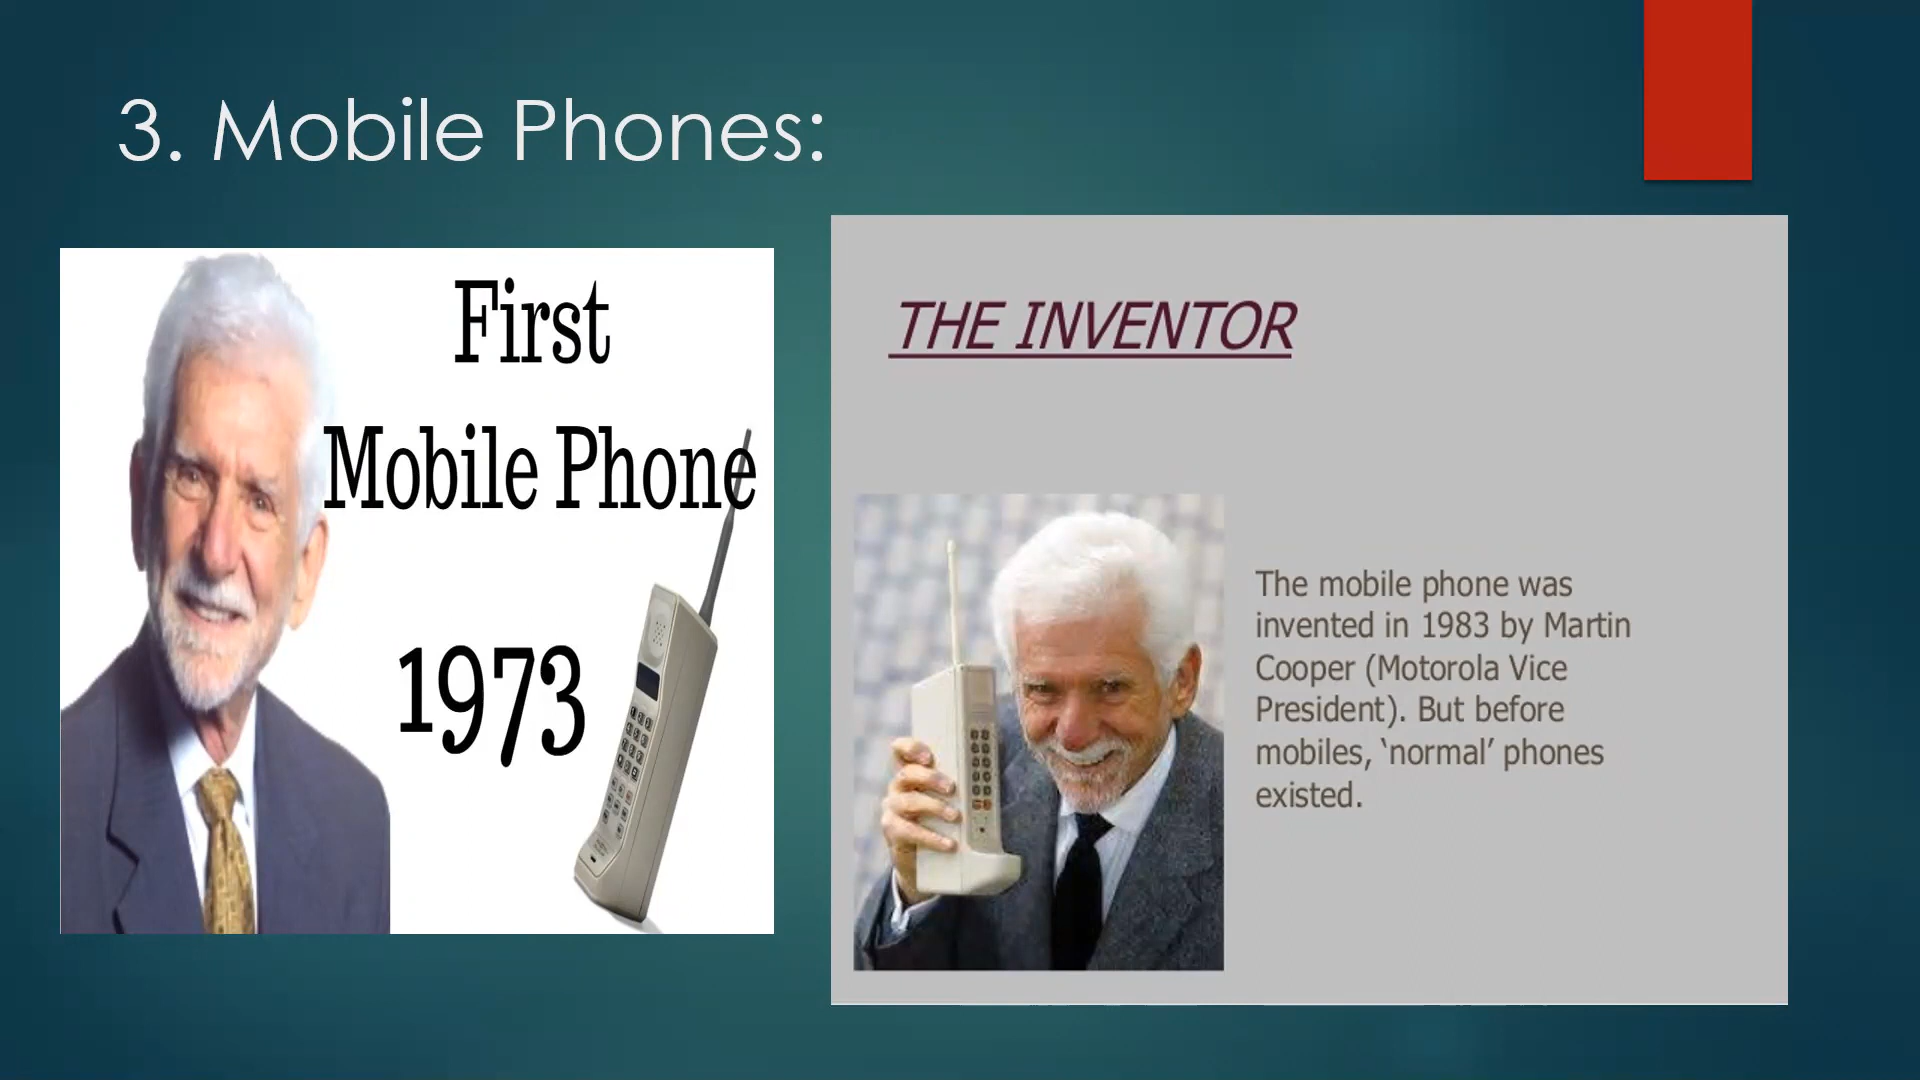 3. Mobile Phones:
First
Mobile Phone
1973
THE INVENTOR
The mobile phone was
invented in 1983 by Martin
Cooper (Motorola Vice
President). But before
mobiles, ‘normal’ phones
existed.